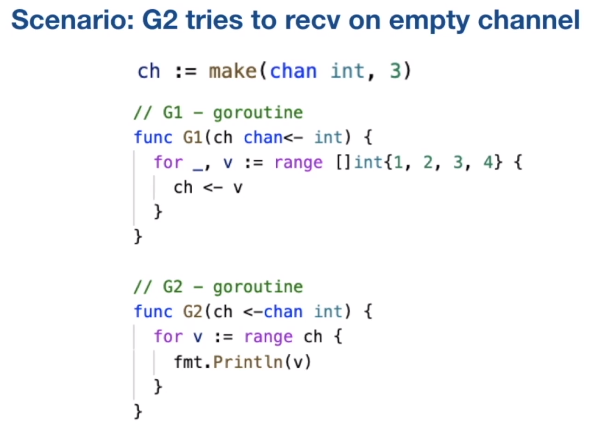 Scenario: G2 tries to recv on empty channel
ch := make(chan int, 3)
// G1 – goroutine
func G1(ch chan<- int) {
for _, v := range []int{1, 2, 3, 4} {
ch <- v
}
}
// G2 – goroutine
func G2(ch <-chan int) {
for v := range ch {
fmt.Println(v)
}
}